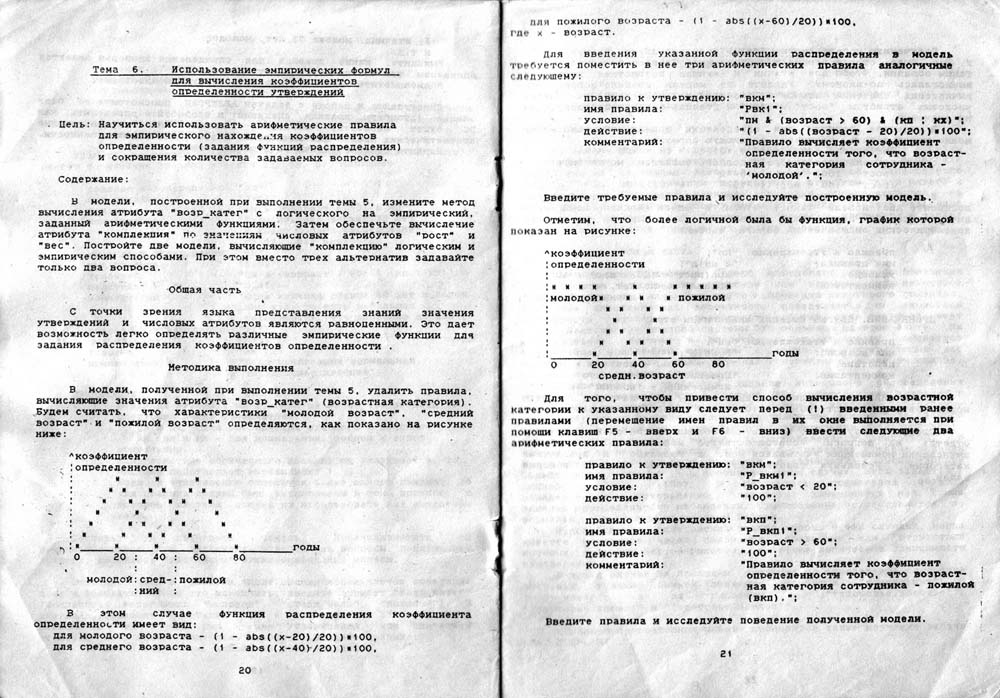 Тема 6. Использование эмпирических формул
для вычисления коэффициентов
определенности утверждений
Цель: Научиться использовать арифметические правила
для эмпирического нахождения коэффициентов
определенности (задания функций распределения)
и сокращения количества задаваемых вопросов.
Содержание:
В модели, построенной при выполнении темы 5, измените метод
вычисления атрибута "возр_катег" с логического на эмпирический,
заданный арифметическими функциями. Затем обеспечьте вычисление
атрибута "комплекция" по значениям числовых атрибутов "рост" и
"вес". Постройте две модели, вычисляющие "комплекцию" логическим и
эмпирическим способами. При этом вместо трех альтернатив задавайте
только два вопроса.
Общая часть
С точки зрения языка представления знаний значения
утверждений и числовых атрибутов являются равноценными. Это дает
возможность легко определять различные эмпирические функции для
задания распределения коэффициентов определенности .
Методика выполнения
В модели, полученной при выполнении темы 5, удалить правила,
вычисляющие значения атрибута "возр_катег" (возрастная категория).
Будем считать, что характеристики "молодой возраст", "средний
возраст" и "пожилой возраст" определяются, как показано на рисунке
ниже:
^коэффициент
¦определенности
годы
0 20 40 60 80
молодой: сред-: пожилой
:ний :
В этом случае функция распределения коэффициента
определенности имеет вид:
для молодого возраста - (1 - abs((x-20)/20))*100,
для среднего возраста - (1 - abs((x-40)/20))*100,
20
для пожилого возраста - (1 - abs((x-60)/20))*100,
где x - возраст.
Для введения указанной функции распределения в модель
требуется поместить в нее три арифметических правила аналогичные
следующему:
правило к утверждению: "вкм";
имя правила: "Рвк1";
условие: "пн & (возраст > 60) & (кп ¦ нх)";
действие: "(1 - abs((возраст - 20)/20))*100";
комментарий: "Правило вычисляет коэффициент
определенности того, что возраст-
ная категория сотрудника -
'молодой'.";
Введите требуемые правила и исследуйте построенную модель.
Отметим, что более логичной была бы функция, график которой
показан на рисунке:
^коэффициент
¦определенности
молодой пожилой
годы
0 20 40 60 80
средн.возраст
Для того, чтобы привести способ вычисления возрастной
категории к указанному виду следует перед (!) введенными ранее
правилами (перемещение имен правил в их окне выполняется при
помощи клавиш F5 - вверх и F6 - вниз) ввести следующие два
арифметических правила:
правило к утверждению: "вкм";
имя правила: "Р_вкм1";
условие: "возраст < 20";
действие: "100";
правило к утверждению: "вкп";
имя правила: "Р_вкп1";
условие: "возраст > 60";
действие: "100";
комментарий: "Правило вычисляет коэффициент
определенности того, что возраст-
ная категория сотрудника - пожилой
(вкп).";
Введите правила и исследуйте поведение полученной модели.
21